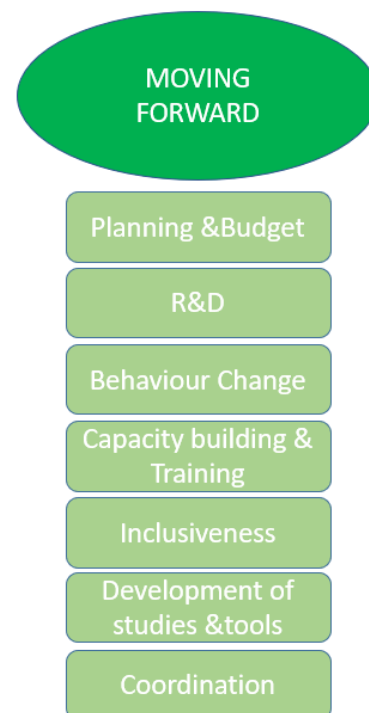 MOVING
FORWARD
Planning &Budget
R&D
Behaviour Change
Capacity building &
Training
Inclusiveness
Development of
studies &tools
Coordination